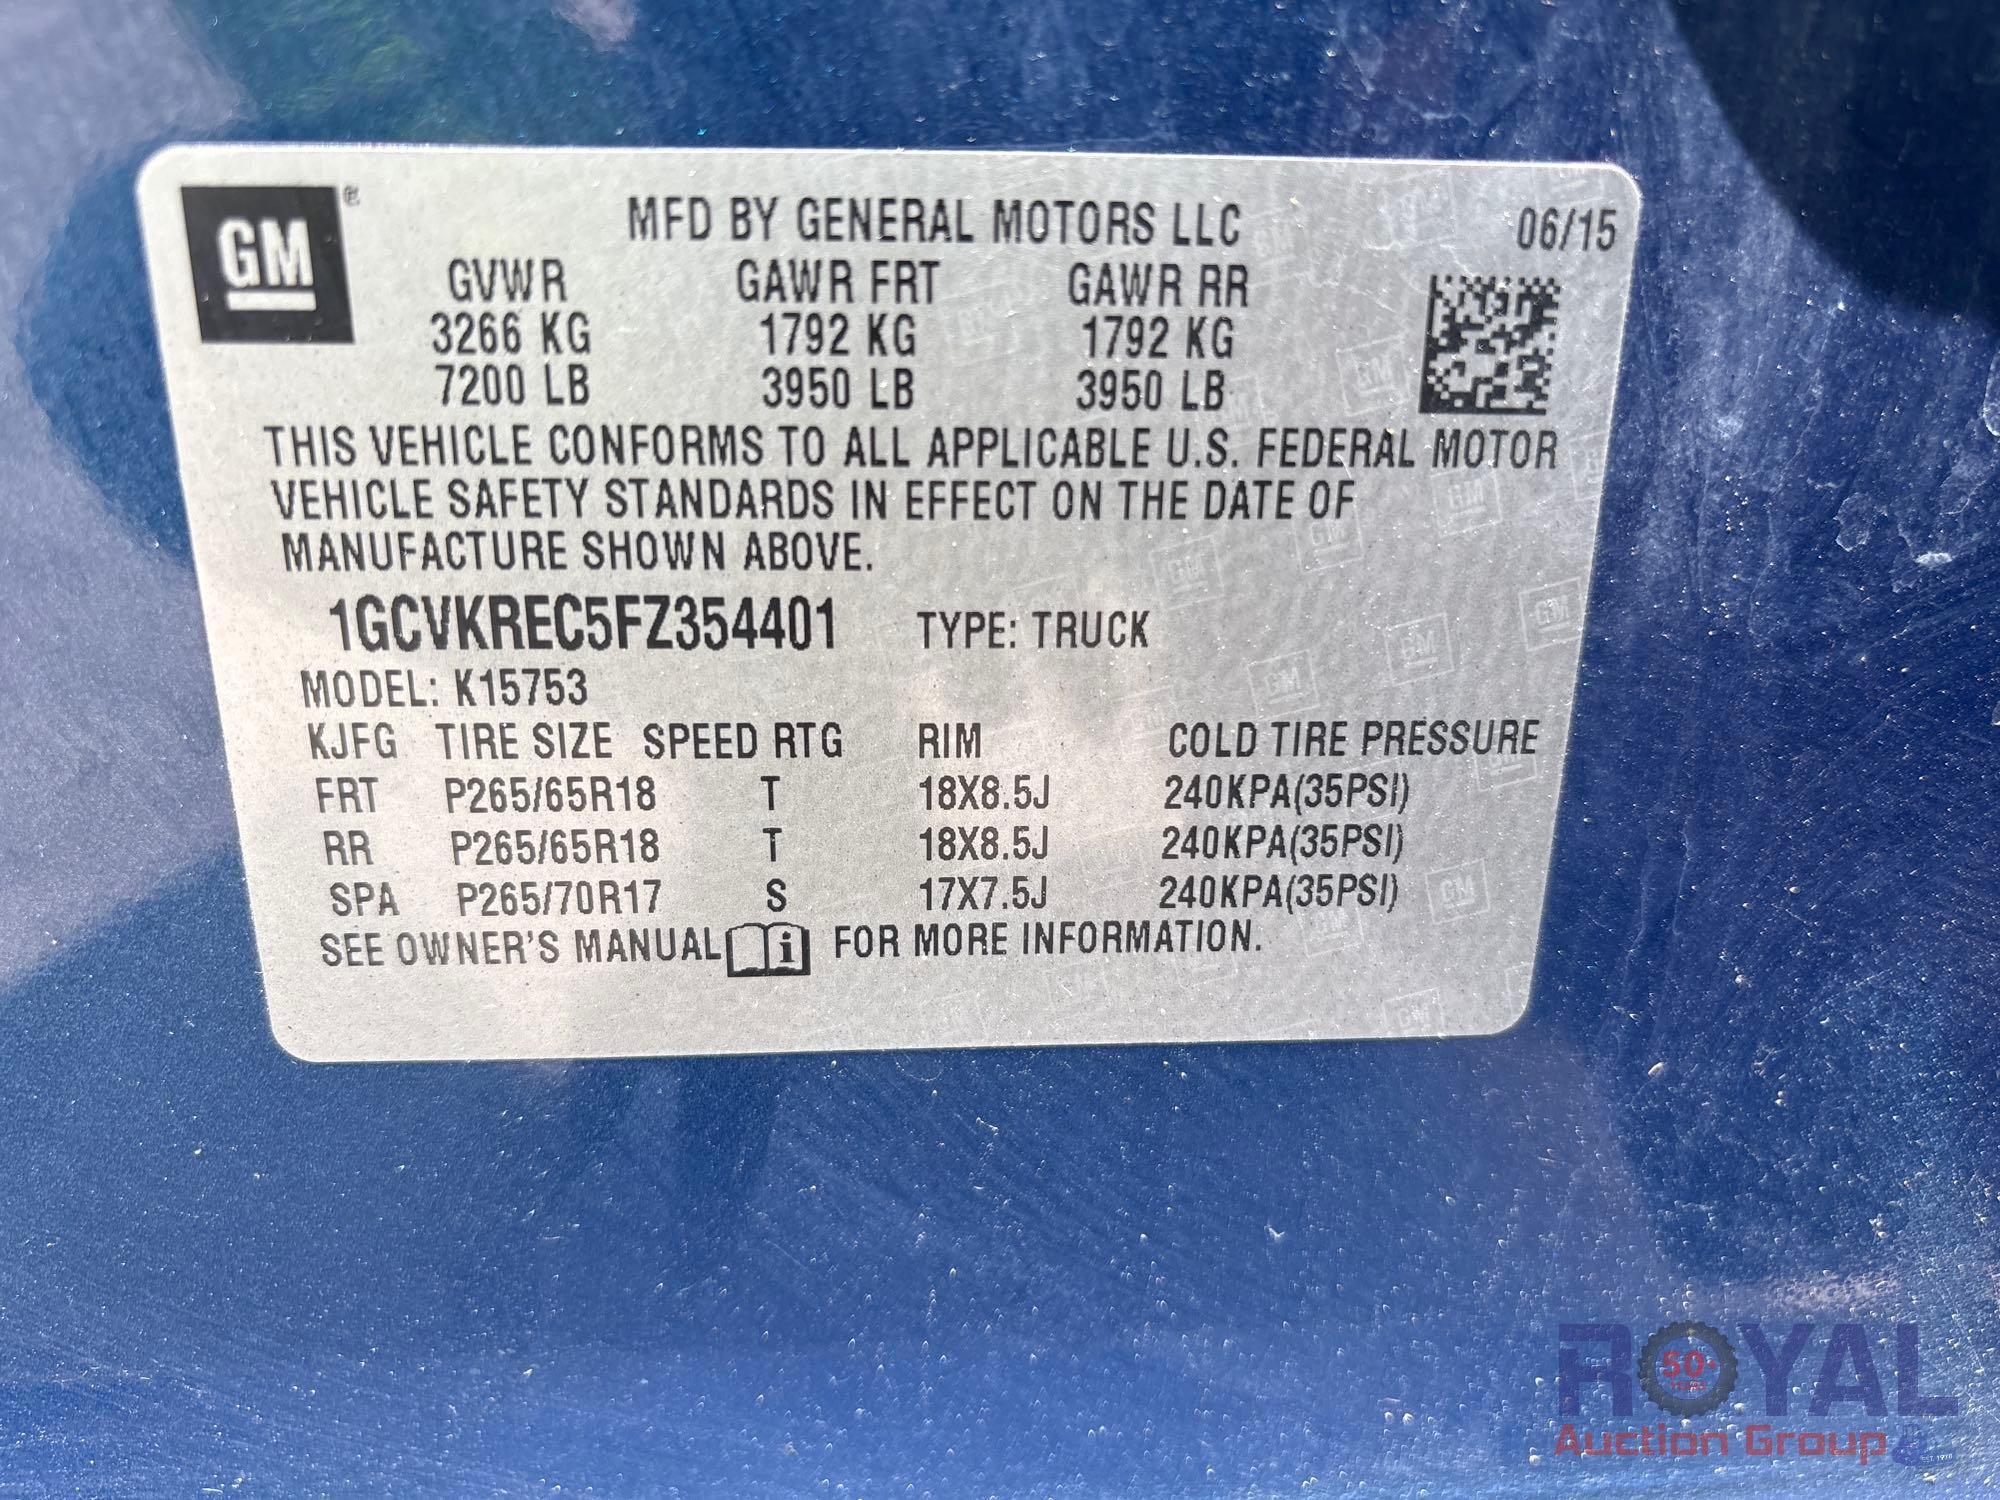 GM®
MFD BY GENERAL MOTORS LLC 06/15
GVWR GAWR FRT GAWR RR
3266 KG 1792 KG 1792 KG
7200 LB 3950 LB 3950 LB
THIS VEHICLE CONFORMS TO ALL APPLICABLE U.S. FEDERAL MOTOR
VEHICLE SAFETY STANDARDS IN EFFECT ON THE DATE OF
MANUFACTURE SHOWN ABOVE.
1GCVKREC5FZ354401 TYPE: TRUCK
MODEL: K15753
KJFG TIRE SIZE SPEED RTG RIM COLD TIRE PRESSURE
FRT P265/65R18 T 18X8.5J 240KPA(35PSI)
RR P265/65R18 T 18X8.5J 240KPA(35PSI)
SPA P265/70R17 S 17X7.5J 240KPA(35PSI)
SEE OWNER'S MANUAL i FOR MORE INFORMATION.
ROYAL
50+
YEARS
Auction Group
EST. 1970